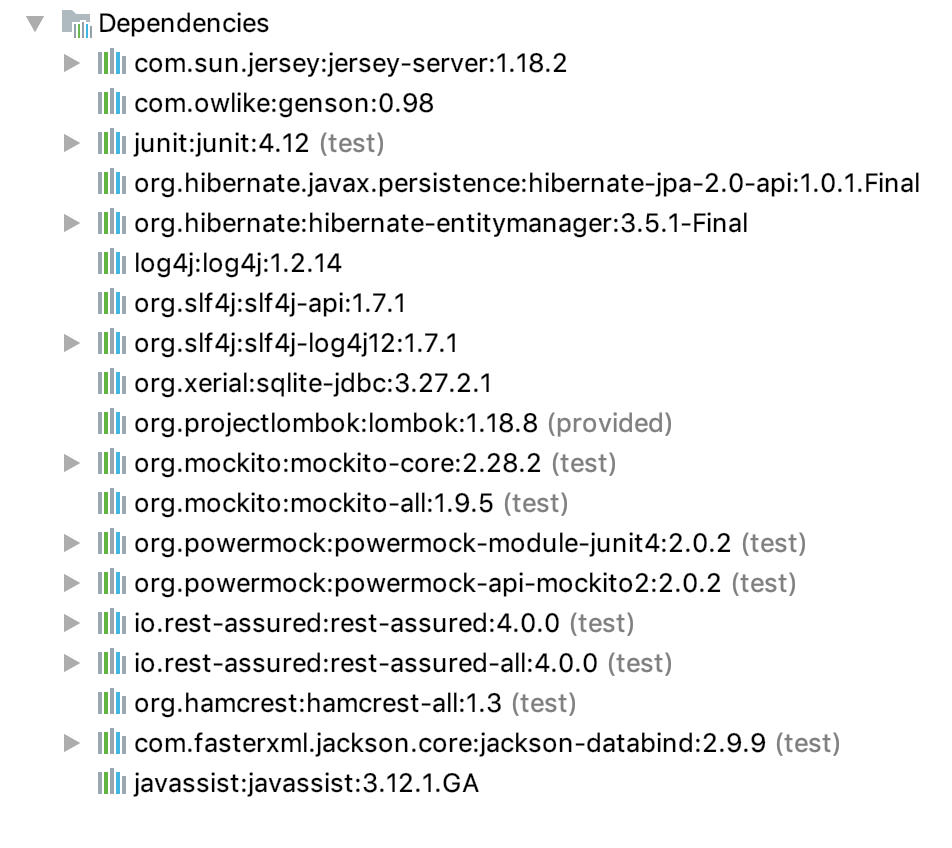 Dependencies
com.sun.jersey:jersey-server:1.18.2
com.owlike:genson:0.98
junit:junit:4.12 (test)
org.hibernate.javax.persistence:hibernate-jpa-2.0-api:1.0.1.Final
org.hibernate:hibernate-entitymanager:3.5.1-Final
log4j:log4j:1.2.14
org.slf4j:slf4j-api:1.7.1
org.slf4j:slf4j-log4j12:1.7.1
org.xerial:sqlite-jdbc:3.27.2.1
org.projectlombok:lombok:1.18.8 (provided)
org.mockito:mockito-core:2.28.2 (test)
org.mockito:mockito-all:1.9.5 (test)
org.powermock:powermock-module-junit4:2.0.2 (test)
org.powermock:powermock-api-mockito2:2.0.2 (test)
io.rest-assured:rest-assured:4.0.0 (test)
io.rest-assured:rest-assured-all:4.0.0 (test)
org.hamcrest:hamcrest-all:1.3 (test)
com.fasterxml.jackson.core:jackson-databind:2.9.9 (test)
javassist:javassist:3.12.1.GA